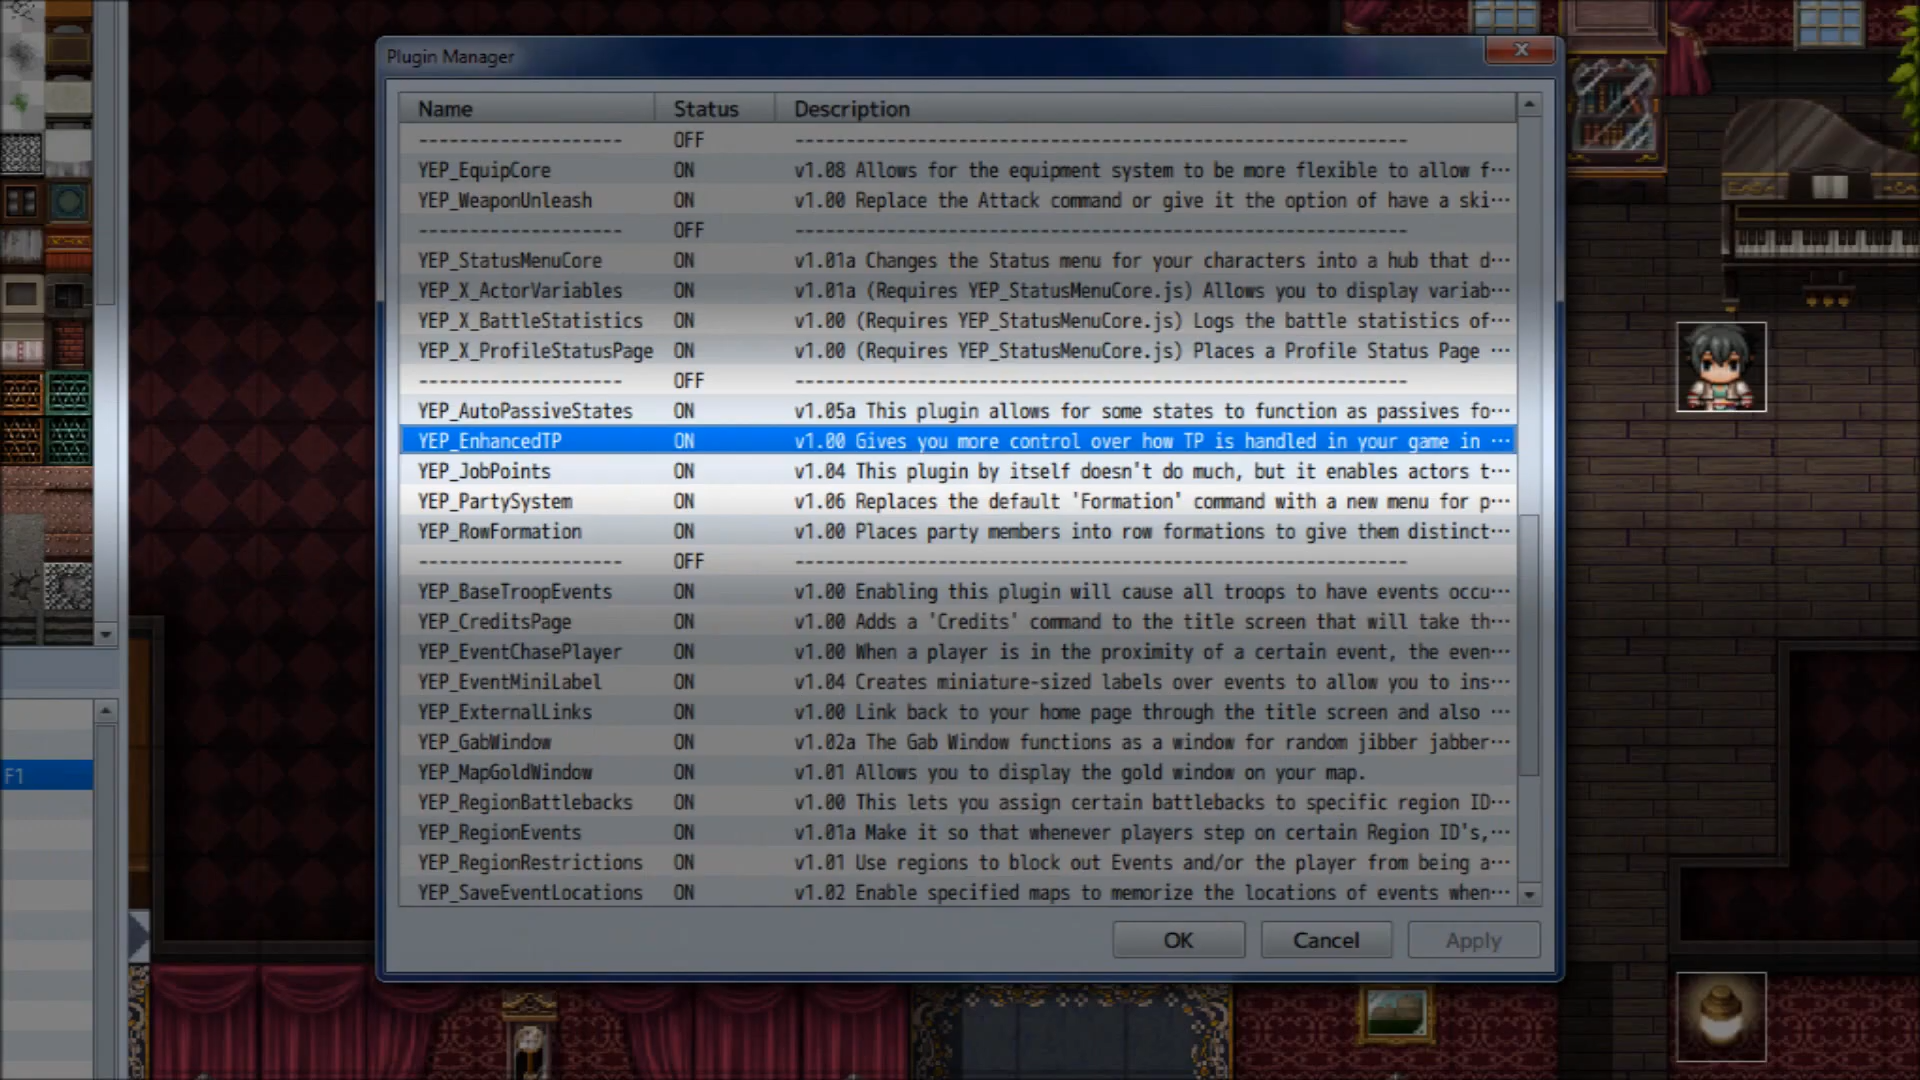 Plugin Manager
Name Status Description
-------------------- OFF ------------------------------------------------------------
YEP_EquipCore ON v1.08 Allows for the equipment system to be more flexible to allow f···
YEP_WeaponUnleash ON v1.00 Replace the Attack command or give it the option of have a ski···
-------------------- OFF ------------------------------------------------------------
YEP_StatusMenuCore ON v1.01a Changes the Status menu for your characters into a hub that d···
YEP_X_ActorVariables ON v1.01a (Requires YEP_StatusMenuCore.js) Allows you to display variab···
YEP_X_BattleStatistics ON v1.00 (Requires YEP_StatusMenuCore.js) Logs the battle statistics of···
YEP_X_ProfileStatusPage ON v1.00 (Requires YEP_StatusMenuCore.js) Places a Profile Status Page ···
-------------------- OFF ------------------------------------------------------------
YEP_AutoPassiveStates ON v1.05a This plugin allows for some states to function as passives fo···
YEP_EnhancedTP ON v1.00 Gives you more control over how TP is handled in your game in ···
YEP_JobPoints ON v1.04 This plugin by itself doesn't do much, but it enables actors t···
YEP_PartySystem ON v1.06 Replaces the default 'Formation' command with a new menu for p···
YEP_RowFormation ON v1.00 Places party members into row formations to give them distinct···
-------------------- OFF ------------------------------------------------------------
YEP_BaseTroopEvents ON v1.00 Enabling this plugin will cause all troops to have events occu···
YEP_CreditsPage ON v1.00 Adds a 'Credits' command to the title screen that will take th···
YEP_EventChasePlayer ON v1.00 When a player is in the proximity of a certain event, the even···
YEP_EventMiniLabel ON v1.04 Creates miniature-sized labels over events to allow you to ins···
YEP_ExternalLinks ON v1.00 Link back to your home page through the title screen and also ···
YEP_GabWindow ON v1.02a The Gab Window functions as a window for random jibber jabber···
F1
YEP_MapGoldWindow ON v1.01 Allows you to display the gold window on your map.
YEP_RegionBattlebacks ON v1.00 This lets you assign certain battlebacks to specific region ID···
YEP_RegionEvents ON v1.01a Make it so that whenever players step on certain Region ID's,···
YEP_RegionRestrictions ON v1.01 Use regions to block out Events and/or the player from being a···
YEP_SaveEventLocations ON v1.02 Enable specified maps to memorize the locations of events when···
OK Cancel Apply